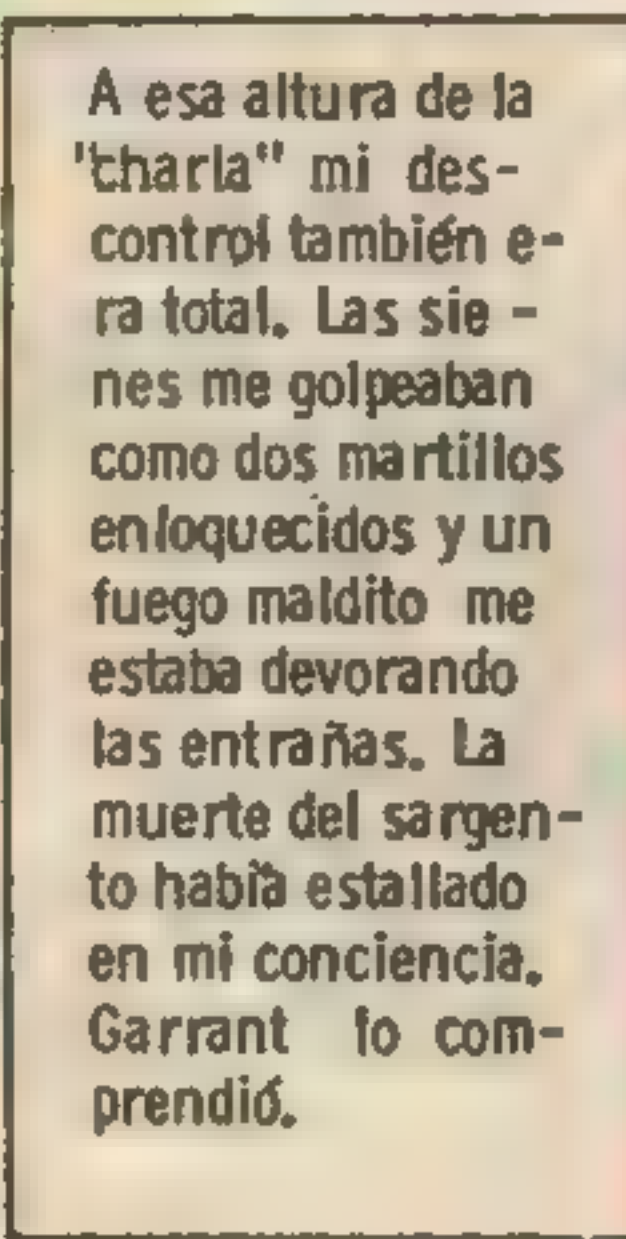 A esa altura de la
"charla" mi des-
control también e-
ra total. Las sie -
nes me golpeaban
como dos martillos
enloquecidos y un
fuego maldito me
estaba devorando
las entrañas. La
muerte del sargen-
to había estallado
en mi conciencia.
Garrant lo com-
prendió.